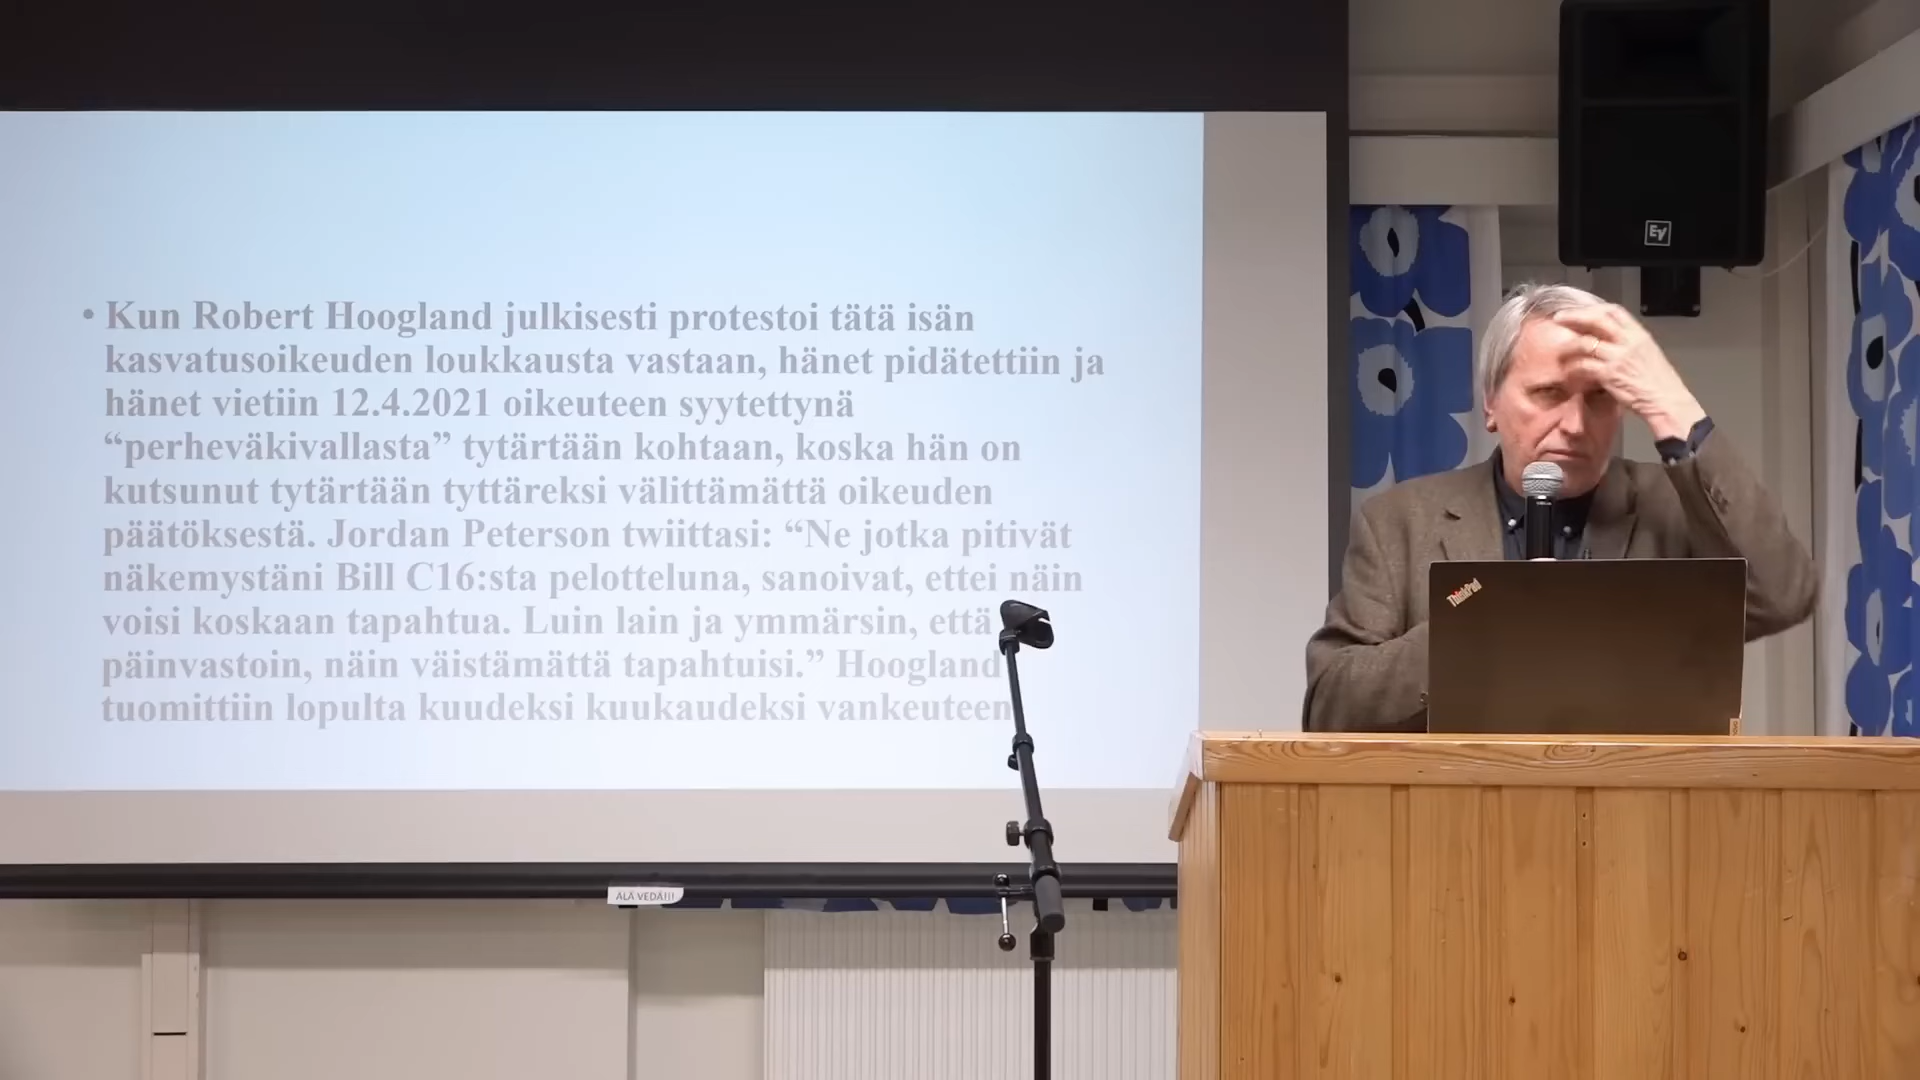 • Kun Robert Hoogland julkisesti protestoi tätä isän
kasvatusoikeuden loukkausta vastaan, hänet pidätettiin ja
hänet vietiin 12.4.2021 oikeuteen syytettynä
“perheväkivallasta” tytärtään kohtaan, koska hän on
kutsunut tytärtään tyttäreksi välittämättä oikeuden
päätöksestä. Jordan Peterson twiittasi: “Ne jotka pitivät
näkemystäni Bill C16:sta pelotteluna, sanoivat, ettei näin
voisi koskaan tapahtua. Luin lain ja ymmärsin, että
päinvastoin, näin väistämättä tapahtuisi.” Hoogland
tuomittiin lopulta kuudeksi kuukaudeksi vankeuteen
ÄLÄ VEDÄ!!!
EV
ThinkPad